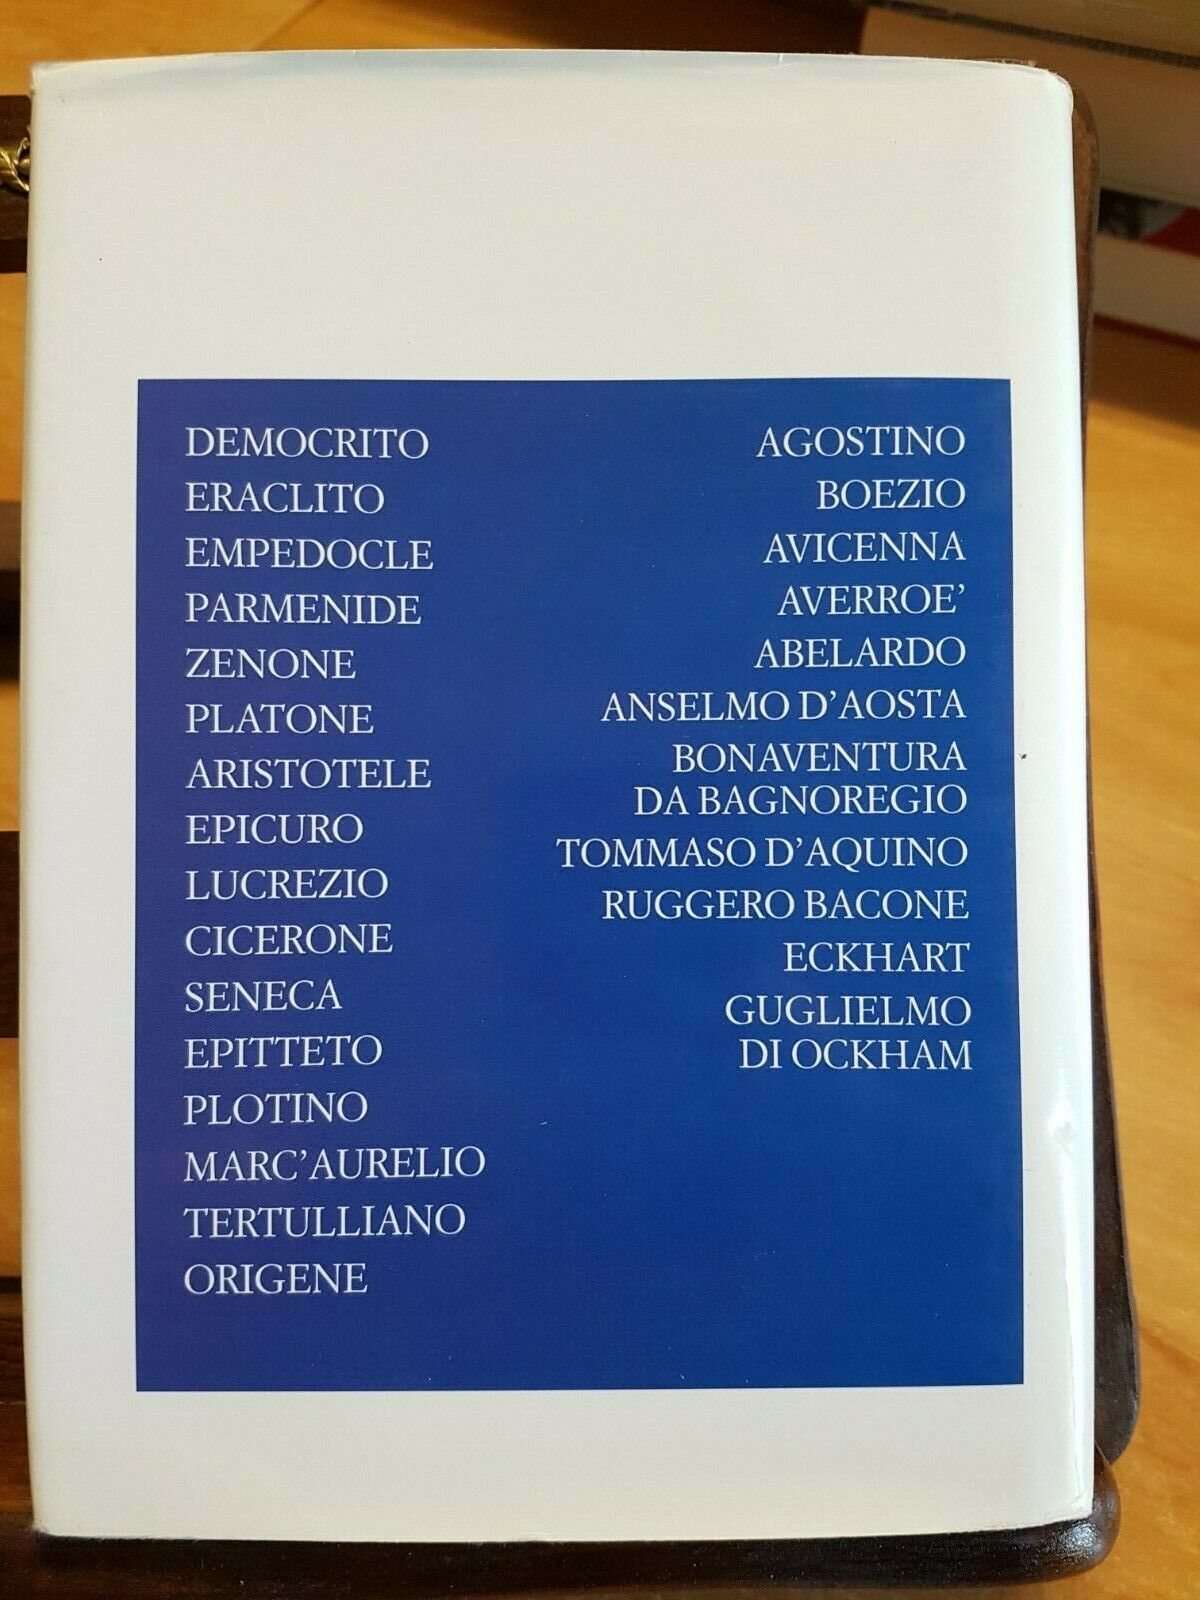 DEMOCRITO
ERACLITO
EMPEDOCLE
PARMENIDE
ZENONE
PLATONE
ARISTOTELE
EPICURO
LUCREZIO
CICERONE
SENECA
EPITTETO
PLOTINO
MARC'AURELIO
TERTULLIANO
ORIGENE
AGOSTINO
BOEZIO
AVICENNA
AVERROE'
ABELARDO
ANSELMO D'AOSTA
BONAVENTURA
DA BAGNOREGIO
TOMMASO D'AQUINO
RUGGERO BACONE
ECKHART
GUGLIELMO
DI OCKHAM